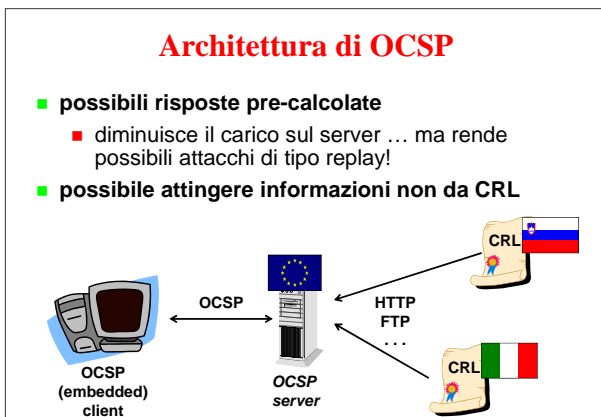 Architettura di OCSP
possibili risposte pre-calcolate
diminuisce il carico sul server ... ma rende
possibili attacchi di tipo replay!
possibile attingere informazioni non da CRL
CRL
OCSP
HTTP
FTP
. . .
OCSP
(embedded)
client
OCSP
server
CRL